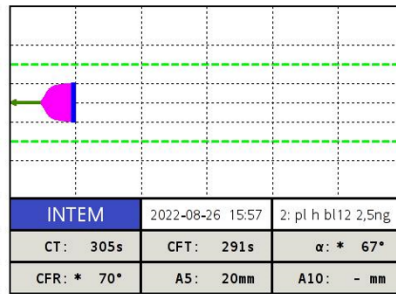 INTEM 2022-08-26 15:57 2: pl h bl12 2,5ng
CT: 305s CFT: 291s α: * 67°
CFR: * 70° A5: 20mm A10: - mm